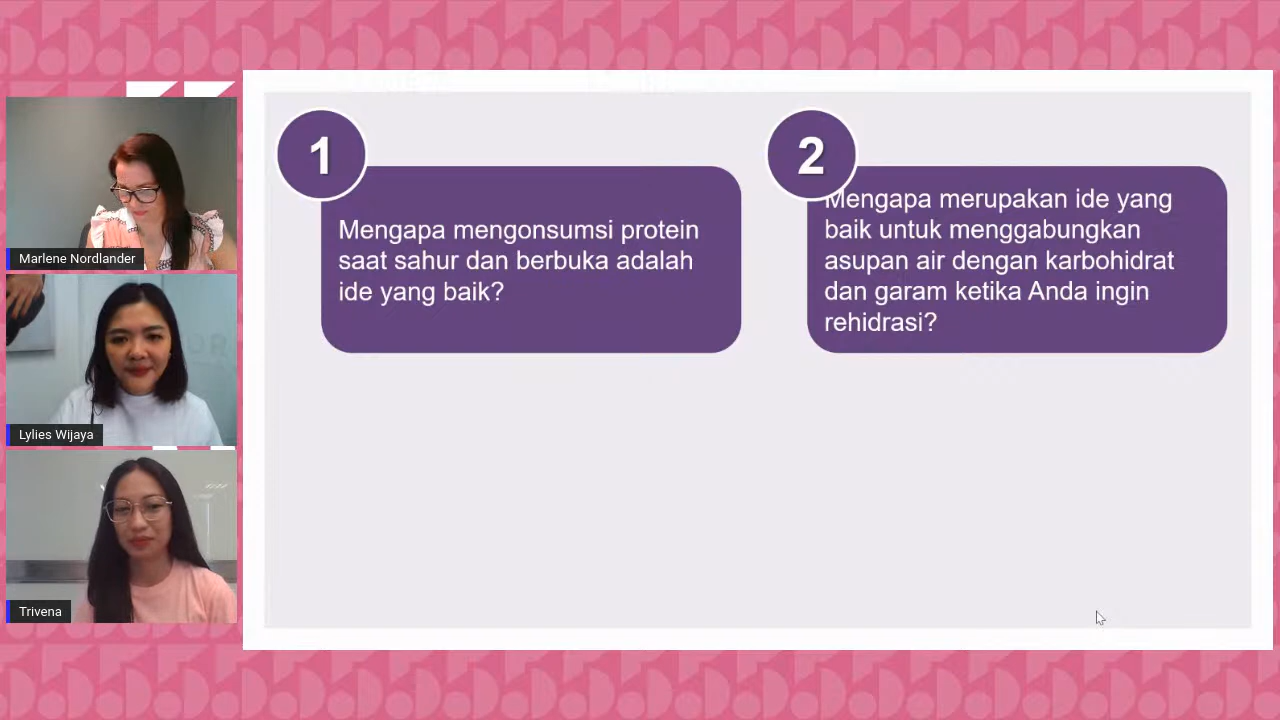 Marlene Nordlander
Lylies Wijaya
Trivena
1
Mengapa mengonsumsi protein
saat sahur dan berbuka adalah
ide yang baik?
2
Mengapa merupakan ide yang
baik untuk menggabungkan
asupan air dengan karbohidrat
dan garam ketika Anda ingin
rehidrasi?